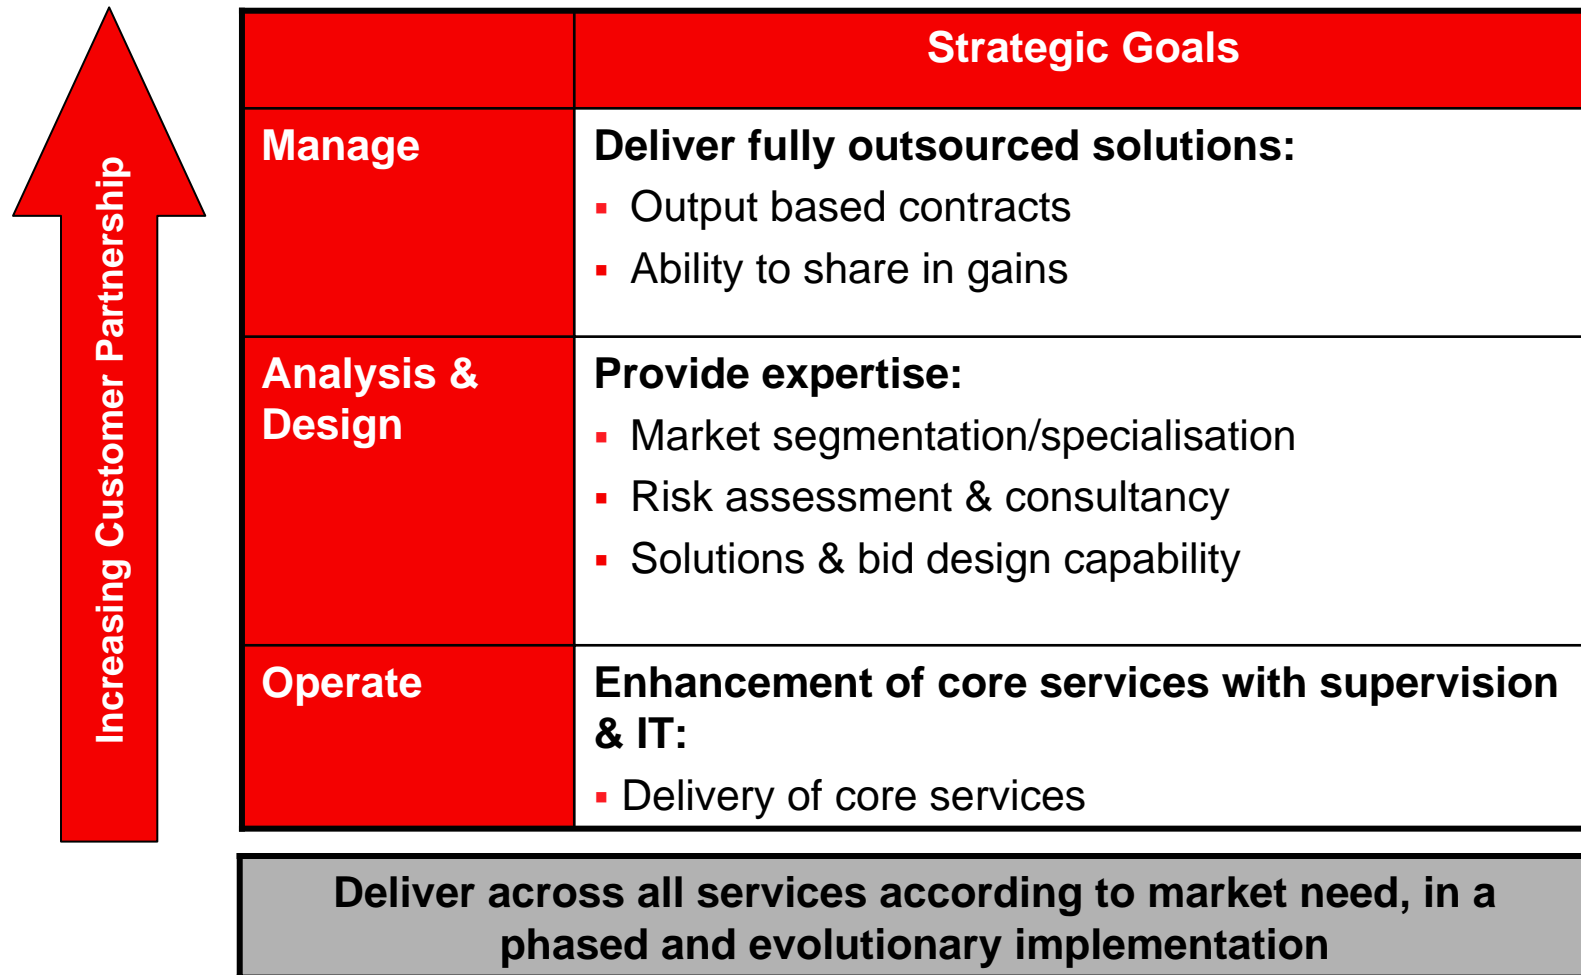 Increasing Customer Partnership
Strategic Goals
Manage
Deliver fully outsourced solutions:
▪ Output based contracts
▪ Ability to share in gains
Analysis &
Design
Provide expertise:
▪ Market segmentation/specialisation
▪ Risk assessment & consultancy
▪ Solutions & bid design capability
Operate
Enhancement of core services with supervision
& IT:
▪ Delivery of core services
Deliver across all services according to market need, in a
phased and evolutionary implementation